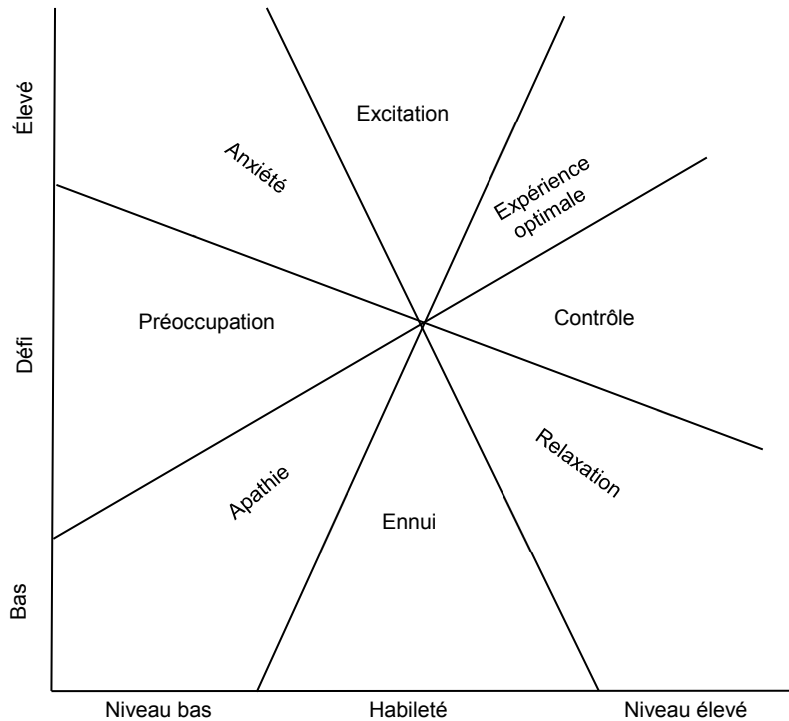 Élevé
Excitation
Anxiété
Expérience
optimale
Défi
Préoccupation
Contrôle
Apathie
Relaxation
Ennui
Bas
Niveau bas
Habileté
Niveau élevé